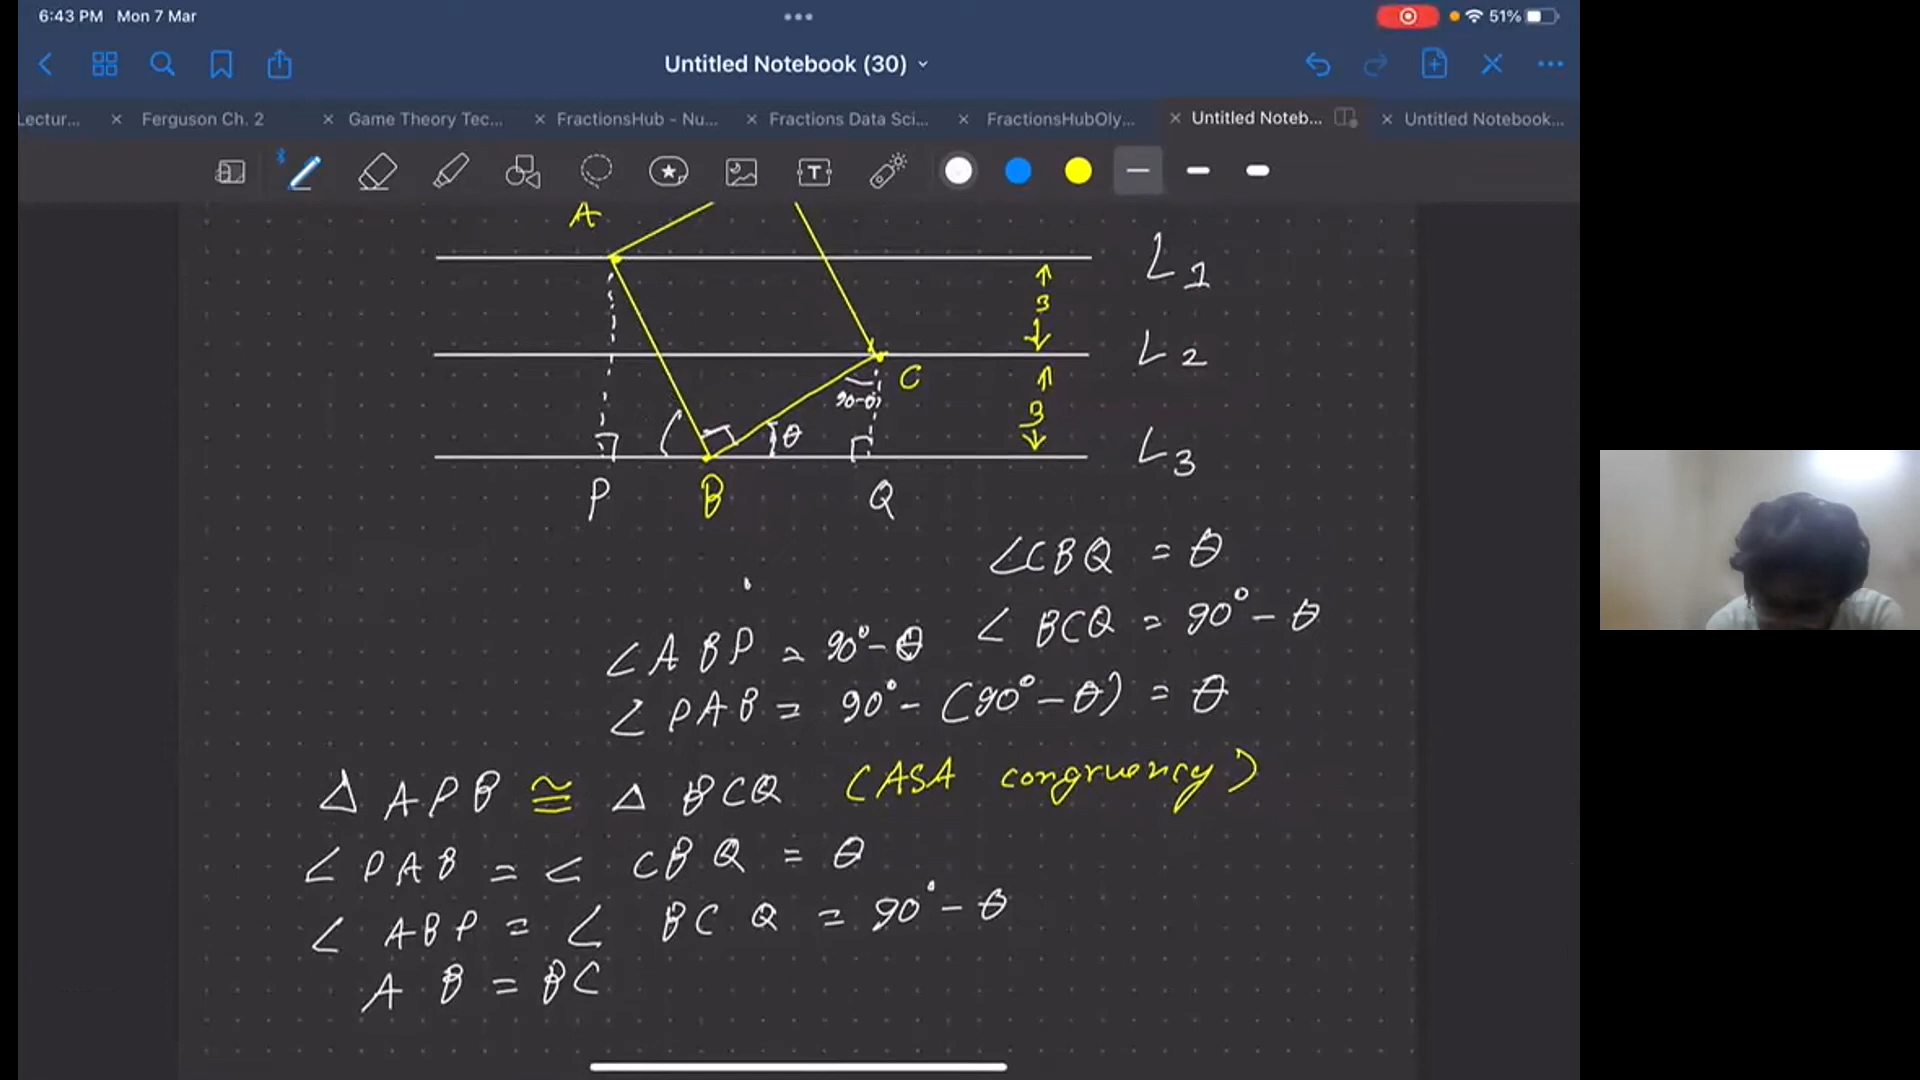 6:43 PM Mon 7 Mar
51%
Untitled Notebook (30)
Lectur...
Ferguson Ch. 2
Game Theory Tec...
FractionsHub - Nu...
Fractions Data Sci...
FractionsHubOly...
Untitled Noteb...
Untitled Notebook...
T
A
L1
3
L2
C
90-θ
3
θ
L3
P
B
Q
∠CBQ = θ
∠BCQ = 90° - θ
∠ABP = 90° - θ
∠PAB = 90° - (90° - θ) = θ
Δ APB ≅ Δ BCQ (ASA congruency)
∠PAB = ∠CBQ = θ
∠ABP = ∠BCQ = 90° - θ
AB = BC